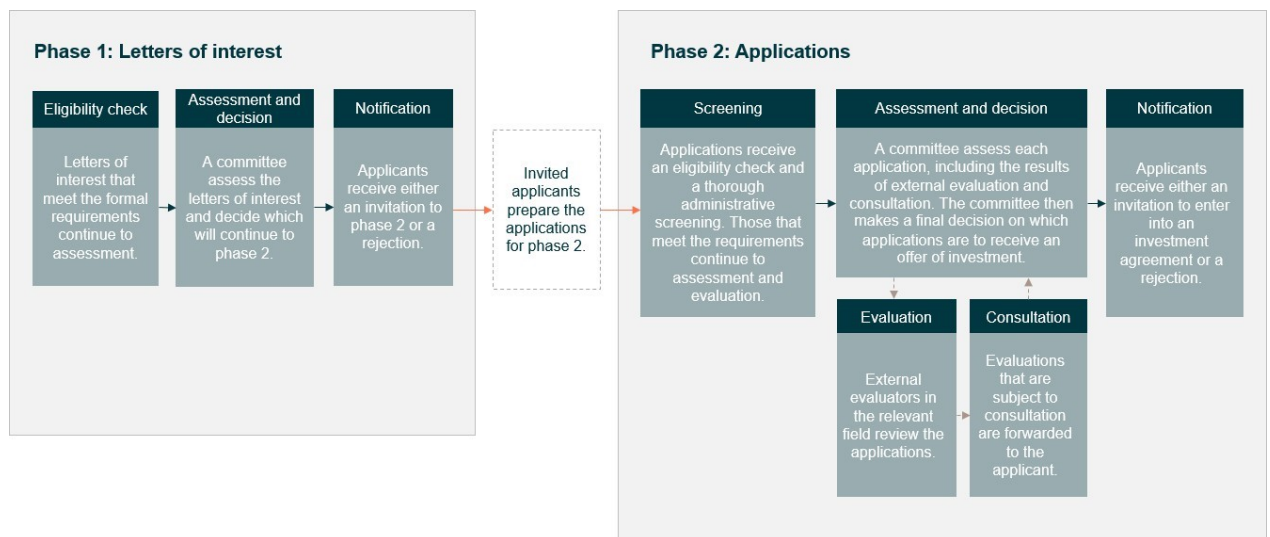 Phase 1: Letters of interest
Eligibility check
Letters of
interest that
meet the formal
requirements
continue to
assessment.
Assessment and
decision
A committee
assess the
letters of interest
and decide which
will continue to
phase 2.
Notification
Applicants
receive either
an invitation to
phase 2 or a
rejection.
Invited
applicants
prepare the
applications
for phase 2.
Phase 2: Applications
Screening
Applications receive
an eligibility check and
a thorough
administrative
screening. Those that
meet the requirements
continue to
assessment and
evaluation.
Assessment and decision
A committee assess each
application, including the results
of external evaluation and
consultation. The committee then
makes a final decision on which
applications are to receive an
offer of investment.
Evaluation
External
evaluators in
the relevant
field review the
applications.
Consultation
Evaluations
that are
subject to
consultation
are forwarded
to the
applicant.
Notification
Applicants
receive either an
invitation to enter
into an
investment
agreement or a
rejection.